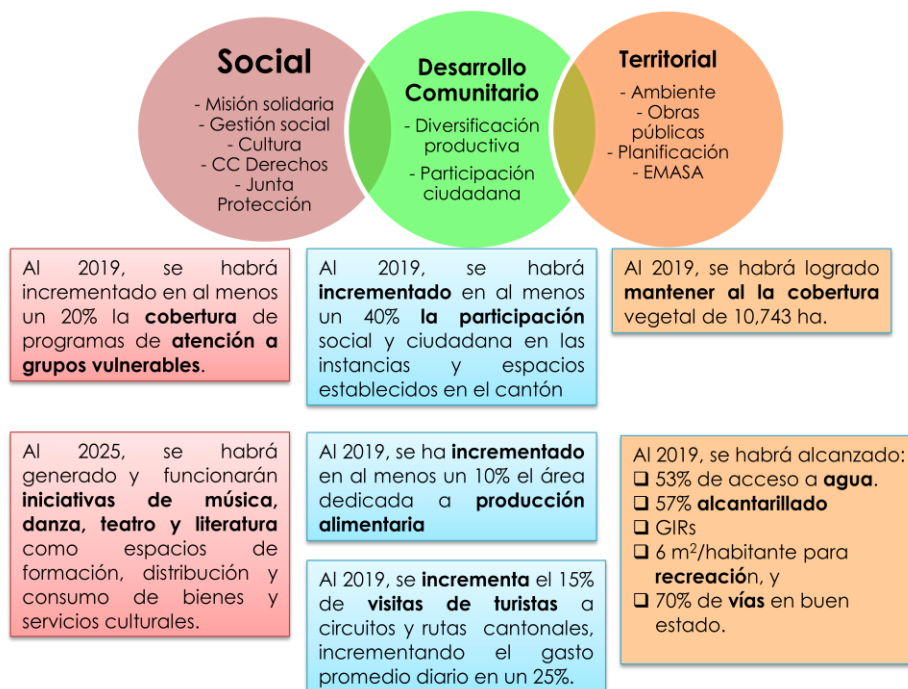 Social
- Misión solidaria
- Gestión social
- Cultura
- CC Derechos
- Junta
Protección
Desarrollo
Comunitario
- Diversificación
productiva
- Participación
ciudadana
Territorial
- Ambiente
- Obras
públicas
- Planificación
- EMASA
Al 2019, se habrá
incrementado en al menos
un 20% la cobertura de
programas de atención a
grupos vulnerables.
Al 2019, se habrá
incrementado en al menos
un 40% la participación
social y ciudadana en las
instancias y espacios
establecidos en el cantón
Al 2019, se habrá logrado
mantener al la cobertura
vegetal de 10,743 ha.
Al 2025, se habrá
generado y funcionarán
iniciativas de música,
danza, teatro y literatura
como espacios de
formación, distribución y
consumo de bienes y
servicios culturales.
Al 2019, se ha incrementado
en al menos un 10% el área
dedicada a producción
alimentaria
Al 2019, se incrementa el 15%
de visitas de turistas a
circuitos y rutas cantonales,
incrementando el gasto
promedio diario en un 25%.
Al 2019, se habrá alcanzado:
❑ 53% de acceso a agua.
❑ 57% alcantarillado
❑ GIRs
❑ 6 m²/habitante para
recreación, y
❑ 70% de vías en buen
estado.